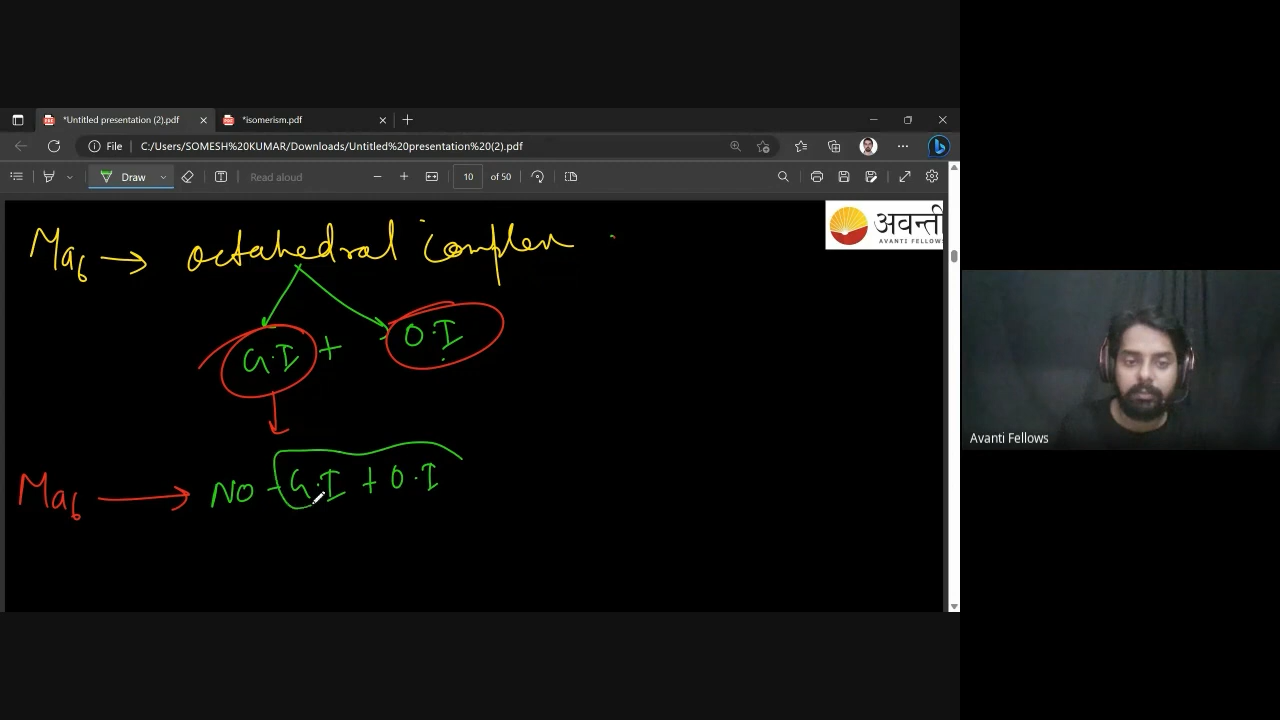 *Untitled presentation (2).pdf
*isomerism.pdf
File
C:/Users/SOMESH%20KUMAR/Downloads/Untitled%20presentation%20(2).pdf
Draw
Read aloud
10 of 50
अवन्ती
AVANTI FELLOWS
Ma6 → octahedral complex
G.I + O.I
Ma6 → NO - G.I + O.I
Avanti Fellows